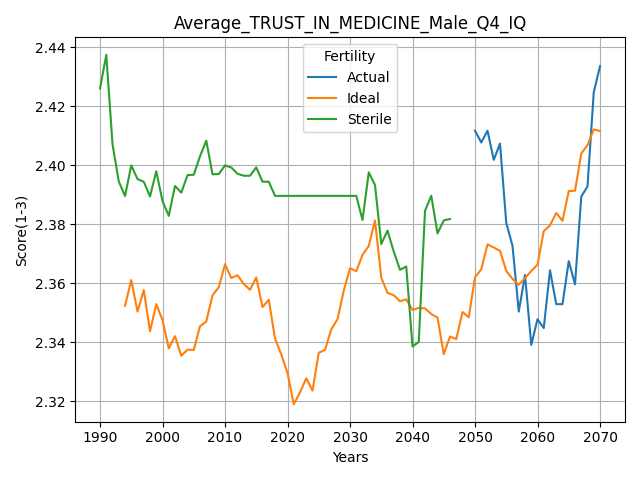 Average_TRUST_IN_MEDICINE_Male_Q4_IQ
Fertility
Actual
Ideal
Sterile
Score(1-3)
2.44
2.42
2.40
2.38
2.36
2.34
2.32
1990 2000 2010 2020 2030 2040 2050 2060 2070
Years